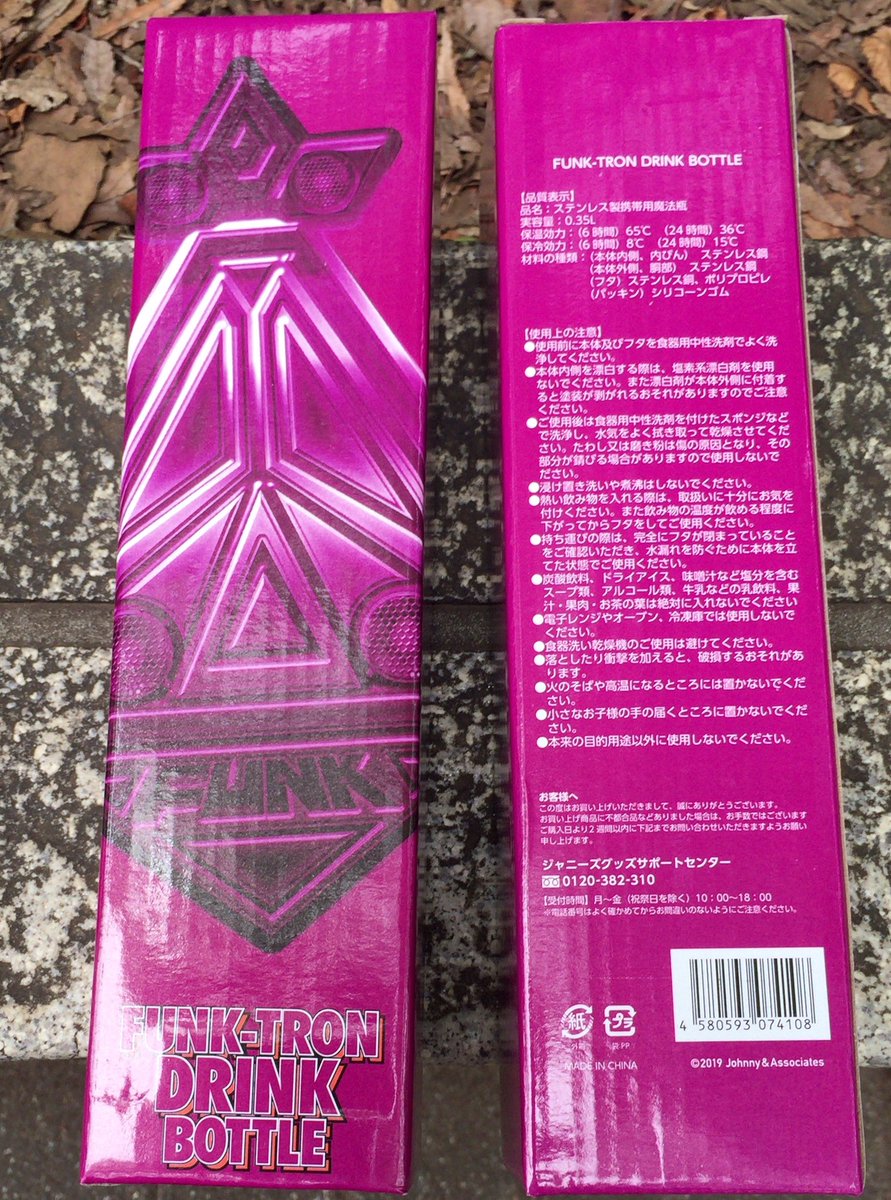 FUNK
FUNK-TRON
DRINK
BOTTLE
FUNK-TRON DRINK BOTTLE
【品質表示】
品名：ステンレス製携帯用魔法瓶
実容量：0.35L
保温効力：（6時間）65℃ （24時間）36℃
保冷効力：（6時間）8℃ （24時間）15℃
材料の種類：（本体内側、内びん） ステンレス鋼
（本体外側、胴部） ステンレス鋼
（フタ）ステンレス鋼、ポリプロピレ
（パッキン）シリコーンゴム
【使用上の注意】
●使用前に本体及びフタを食器用中性洗剤でよく洗
浄してください。
●本体内側を漂白する際は、塩素系漂白剤を使用
ないでください。また漂白剤が本体外側に付着す
ると塗装が剥がれるおそれがありますのでご注意
ください。
●ご使用後は食器用中性洗剤を付けたスポンジなど
で洗浄し、水気をよく拭き取って乾燥させてくだ
い。たわし又は磨き粉は傷の原因となり、その
部分が錆びる場合がありますので使用しないで
ださい。
●浸け置き洗いや煮沸はしないでください。
●熱い飲み物を入れる際は、取扱いに十分にお気を
付けください。また飲み物の温度が飲める程度に
下がってからフタをしてご使用ください。
●持ち運びの際は、完全にフタが閉まっていること
をご確認いただき、水漏れを防ぐために本体を立
てた状態でご使用ください。
●炭酸飲料、ドライアイス、味噌汁など塩分を含む
スープ類、アルコール類、牛乳などの乳飲料、果
汁・果肉・お茶の葉は絶対に入れないでください
●電子レンジやオーブン、冷凍庫では使用しないで
ください。
●食器洗い乾燥機のご使用は避けてください。
●落としたり衝撃を加えると、破損するおそれがあ
ります。
●火のそばや高温になるところには置かないでくだ
さい。
●小さなお子様の手の届くところに置かないでくだ
さい。
●本来の目的用途以外に使用しないでください。
お客様へ
この度はお買い上げいただきまして、誠にありがとうございます。
お買い上げ商品に不都合品などありました場合は、お手数ではございます
ご購入日より2週間以内に下記までお問い合わせいただきますようお願い
申し上げます。
ジャニーズグッズサポートセンター
0120-382-310
【受付時間】月～金（祝祭日を除く）10：00～18：00
※電話番号はよく確かめてからお間違いのないようにご注意ください。
4 580593 074108
紙 プラ
外箱 袋 PP
MADE IN CHINA
©2019 Johnny&Associates